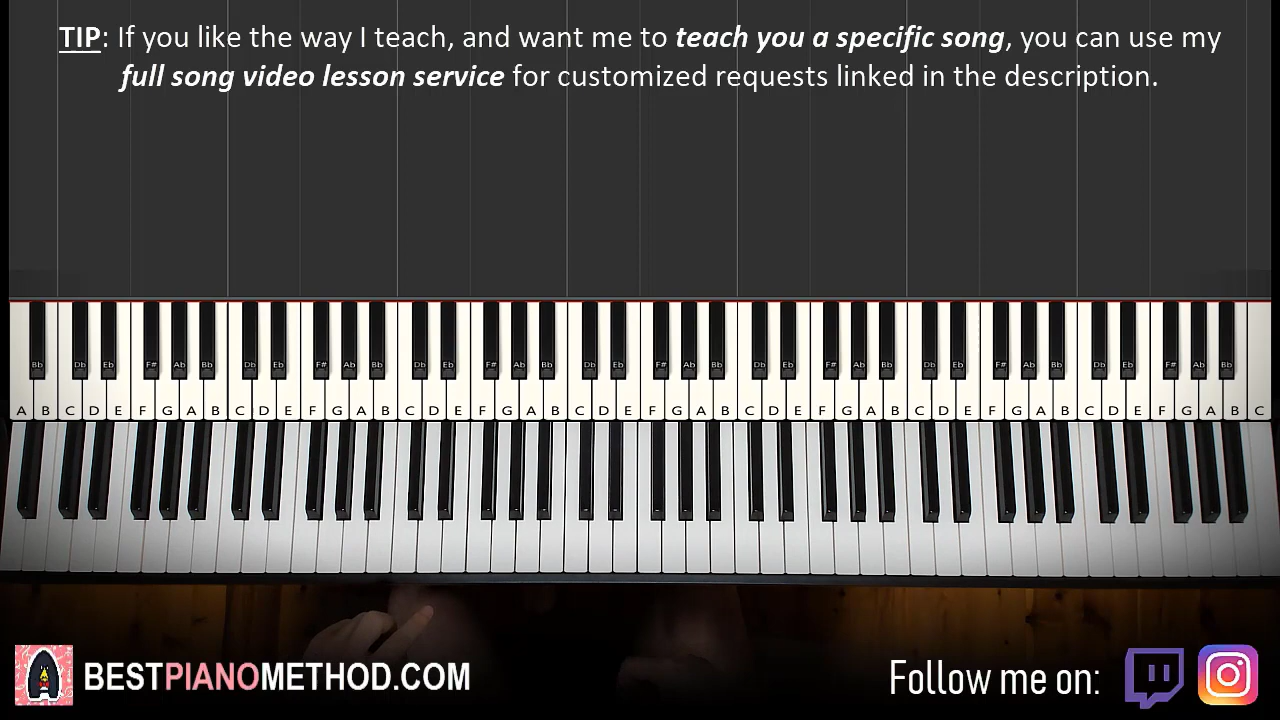 TIP: If you like the way I teach, and want me to teach you a specific song, you can use my
full song video lesson service for customized requests linked in the description.
Bb Db Eb F# Ab Bb Db Eb F# Ab Bb Db Eb F# Ab Bb Db Eb F# Ab Bb Db Eb F# Ab Bb Db Eb F# Ab Bb Db Eb F# Ab Bb
A B C D E F G A B C D E F G A B C D E F G A B C D E F G A B C D E F G A B C D E F G A B C D E F G A B C
BESTPIANOMETHOD.COM
Follow me on: